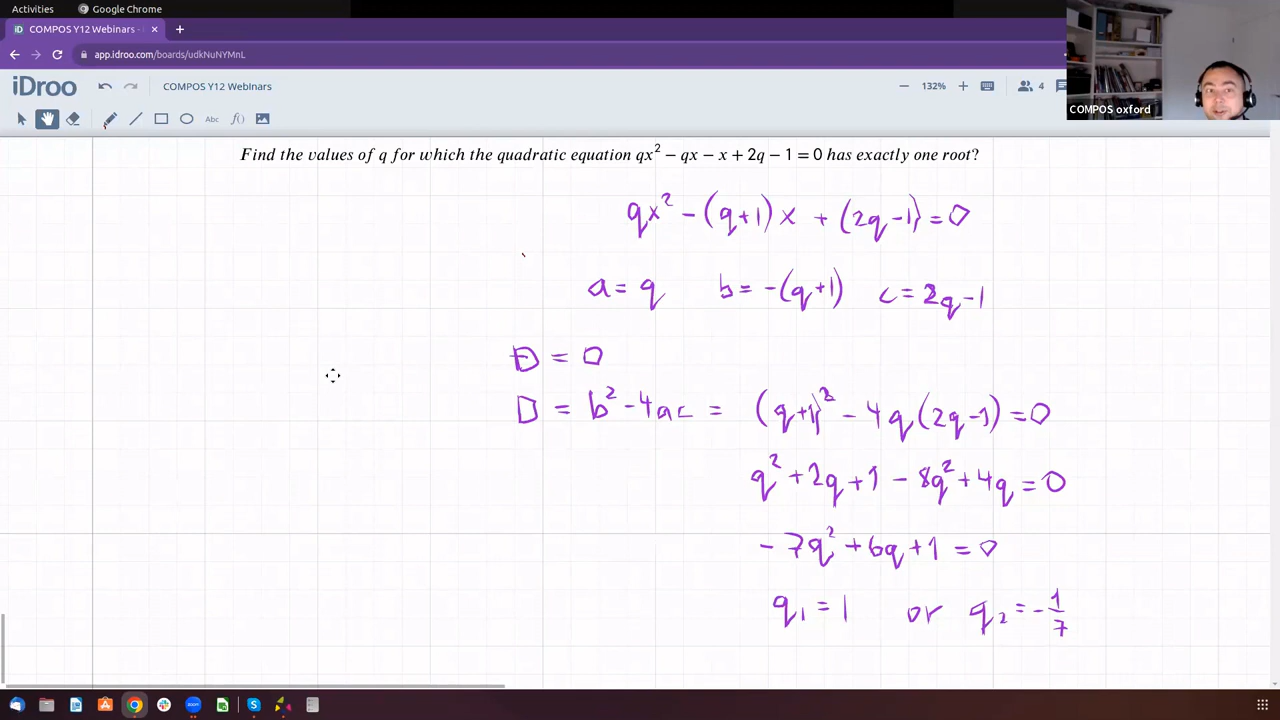 Activities
Google Chrome
COMPOS Y12 Webinars -
app.idroo.com/boards/udkNuNYMnL
iDroo
COMPOS Y12 Webinars
132%
4
COMPOS oxford
Abc
f()
Find the values of q for which the quadratic equation qx² − qx − x + 2q − 1 = 0 has exactly one root?
qx² − (q+1)x + (2q−1) = 0
a = q b = −(q+1) c = 2q−1
D = 0
D = b² − 4ac = (q+1)² − 4q(2q−1) = 0
q² + 2q + 1 − 8q² + 4q = 0
−7q² + 6q + 1 = 0
q₁ = 1 or q₂ = −1/7